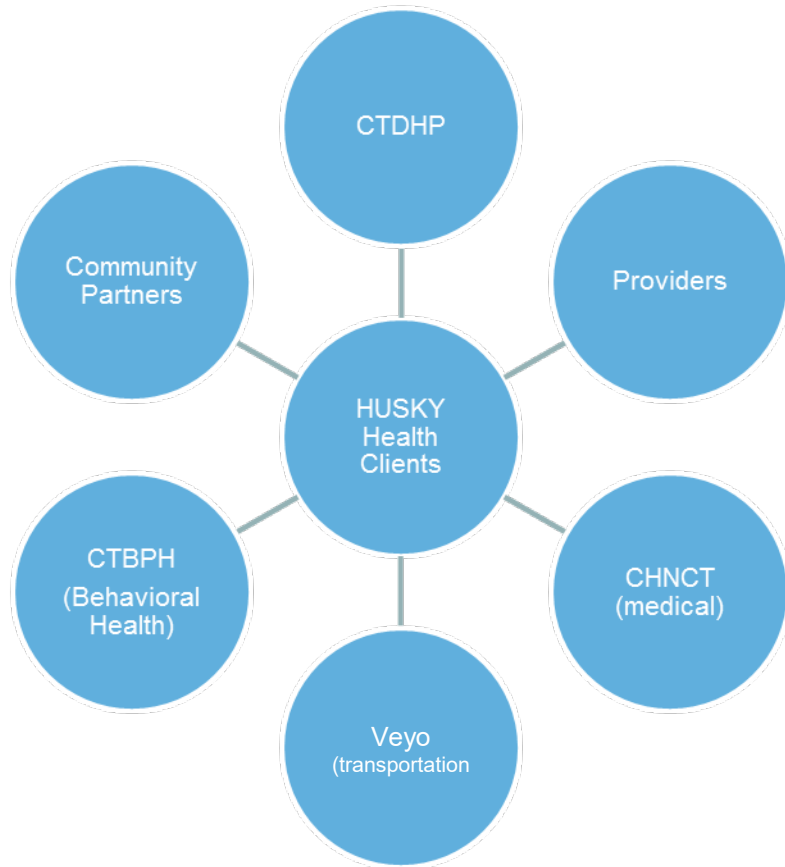 CTDHP
Community
Partners
Providers
HUSKY
Health
Clients
CTBPH
(Behavioral
Health)
CHNCT
(medical)
Veyo
(transportation